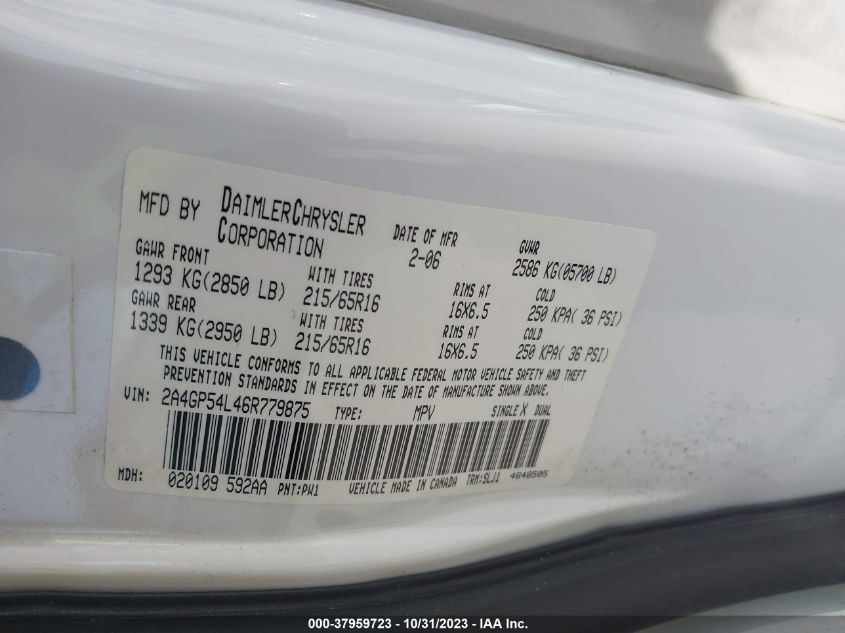 MFD BY DAIMLERCHRYSLER CORPORATION DATE OF MFR 2-06 GVWR 2586 KG(05700 LB)
GAWR FRONT WITH TIRES RIMS AT COLD
1293 KG(2850 LB) 215/65R16 16X6.5 250 KPA( 36 PSI)
GAWR REAR WITH TIRES RIMS AT COLD
1339 KG(2950 LB) 215/65R16 16X6.5 250 KPA( 36 PSI)
THIS VEHICLE CONFORMS TO ALL APPLICABLE FEDERAL MOTOR VEHICLE SAFETY AND THEFT
PREVENTION STANDARDS IN EFFECT ON THE DATE OF MANUFACTURE SHOWN ABOVE.
VIN: 2A4GP54L46R779875 TYPE: MPV SINGLE X DUAL
MDH: 020109 592AA PNT:PW1 VEHICLE MADE IN CANADA TRM:SLJ1 4648505
000-37959723 - 10/31/2023 - IAA Inc.